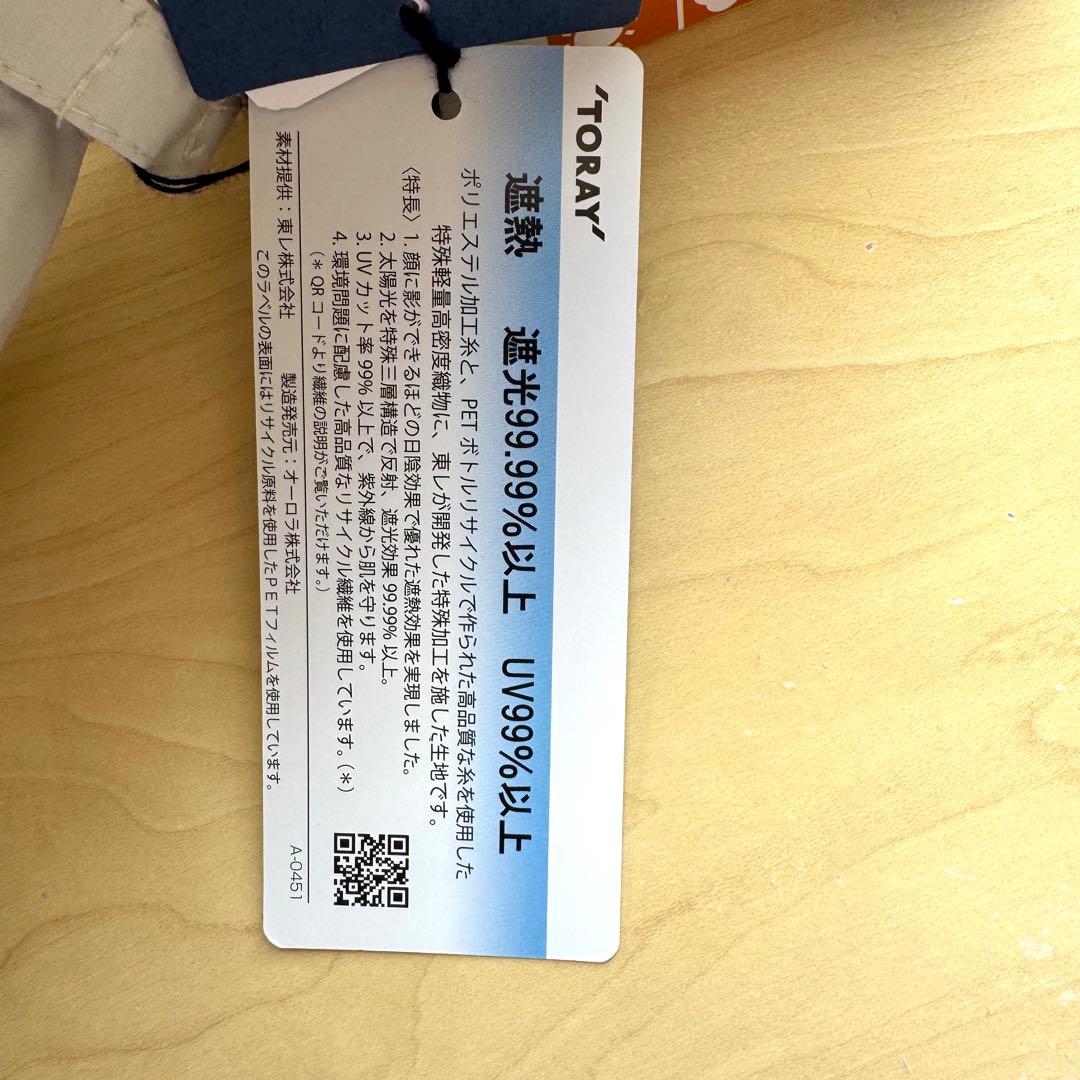 'TORAY'
遮熱 遮光99.99%以上 UV99%以上
ポリエステル加工糸と、PET ボトルリサイクルで作られた高品質な糸を使用した
特殊軽量高密度織物に、東レが開発した特殊加工を施した生地です。
〈特長〉1. 顔に影ができるほどの日陰効果で優れた遮熱効果を実現しました。
2. 太陽光を特殊三層構造で反射、遮光効果 99.99% 以上。
3. UV カット率 99% 以上で、紫外線から肌を守ります。
4. 環境問題に配慮した高品質なリサイクル繊維を使用しています。(＊)
(＊ QR コードより繊維の説明がご覧いただけます。)
素材提供：東レ株式会社 製造発売元：オーロラ株式会社 A-0451
このラベルの表面にはリサイクル原料を使用したPETフィルムを使用しています。